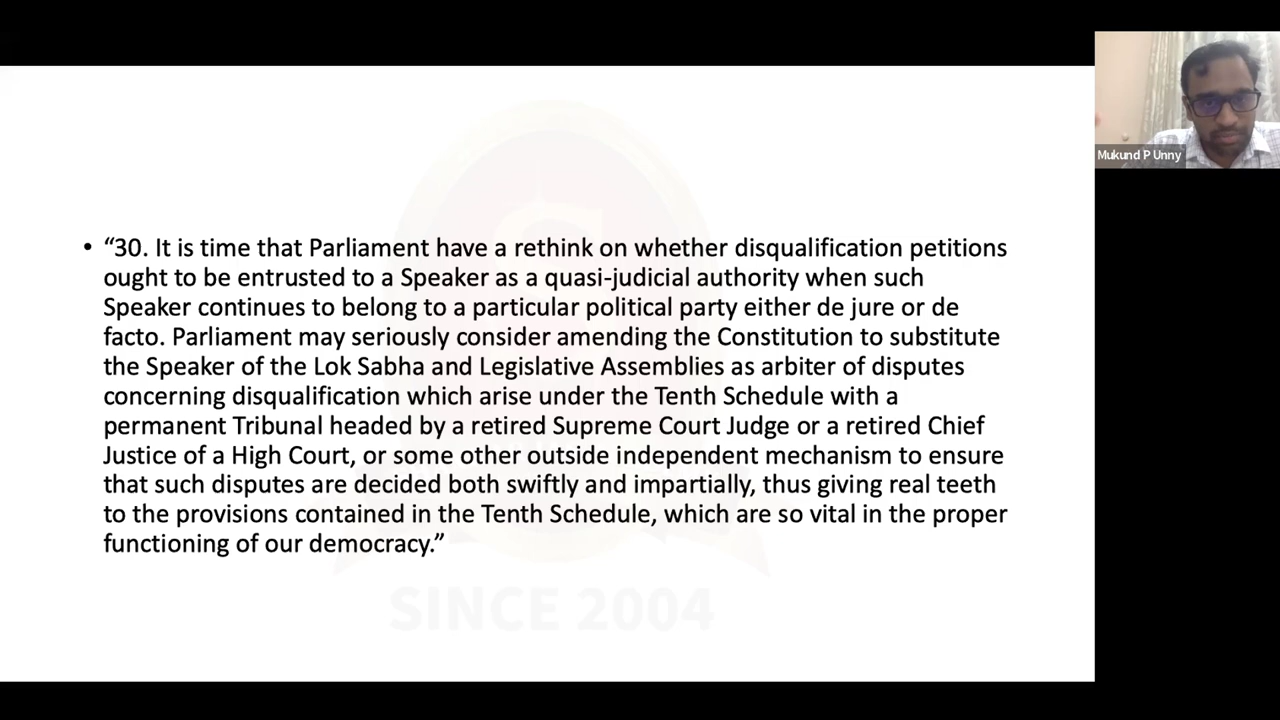 • “30. It is time that Parliament have a rethink on whether disqualification petitions
ought to be entrusted to a Speaker as a quasi-judicial authority when such
Speaker continues to belong to a particular political party either de jure or de
facto. Parliament may seriously consider amending the Constitution to substitute
the Speaker of the Lok Sabha and Legislative Assemblies as arbiter of disputes
concerning disqualification which arise under the Tenth Schedule with a
permanent Tribunal headed by a retired Supreme Court Judge or a retired Chief
Justice of a High Court, or some other outside independent mechanism to ensure
that such disputes are decided both swiftly and impartially, thus giving real teeth
to the provisions contained in the Tenth Schedule, which are so vital in the proper
functioning of our democracy.”
SINCE 2004
Mukund P Unny